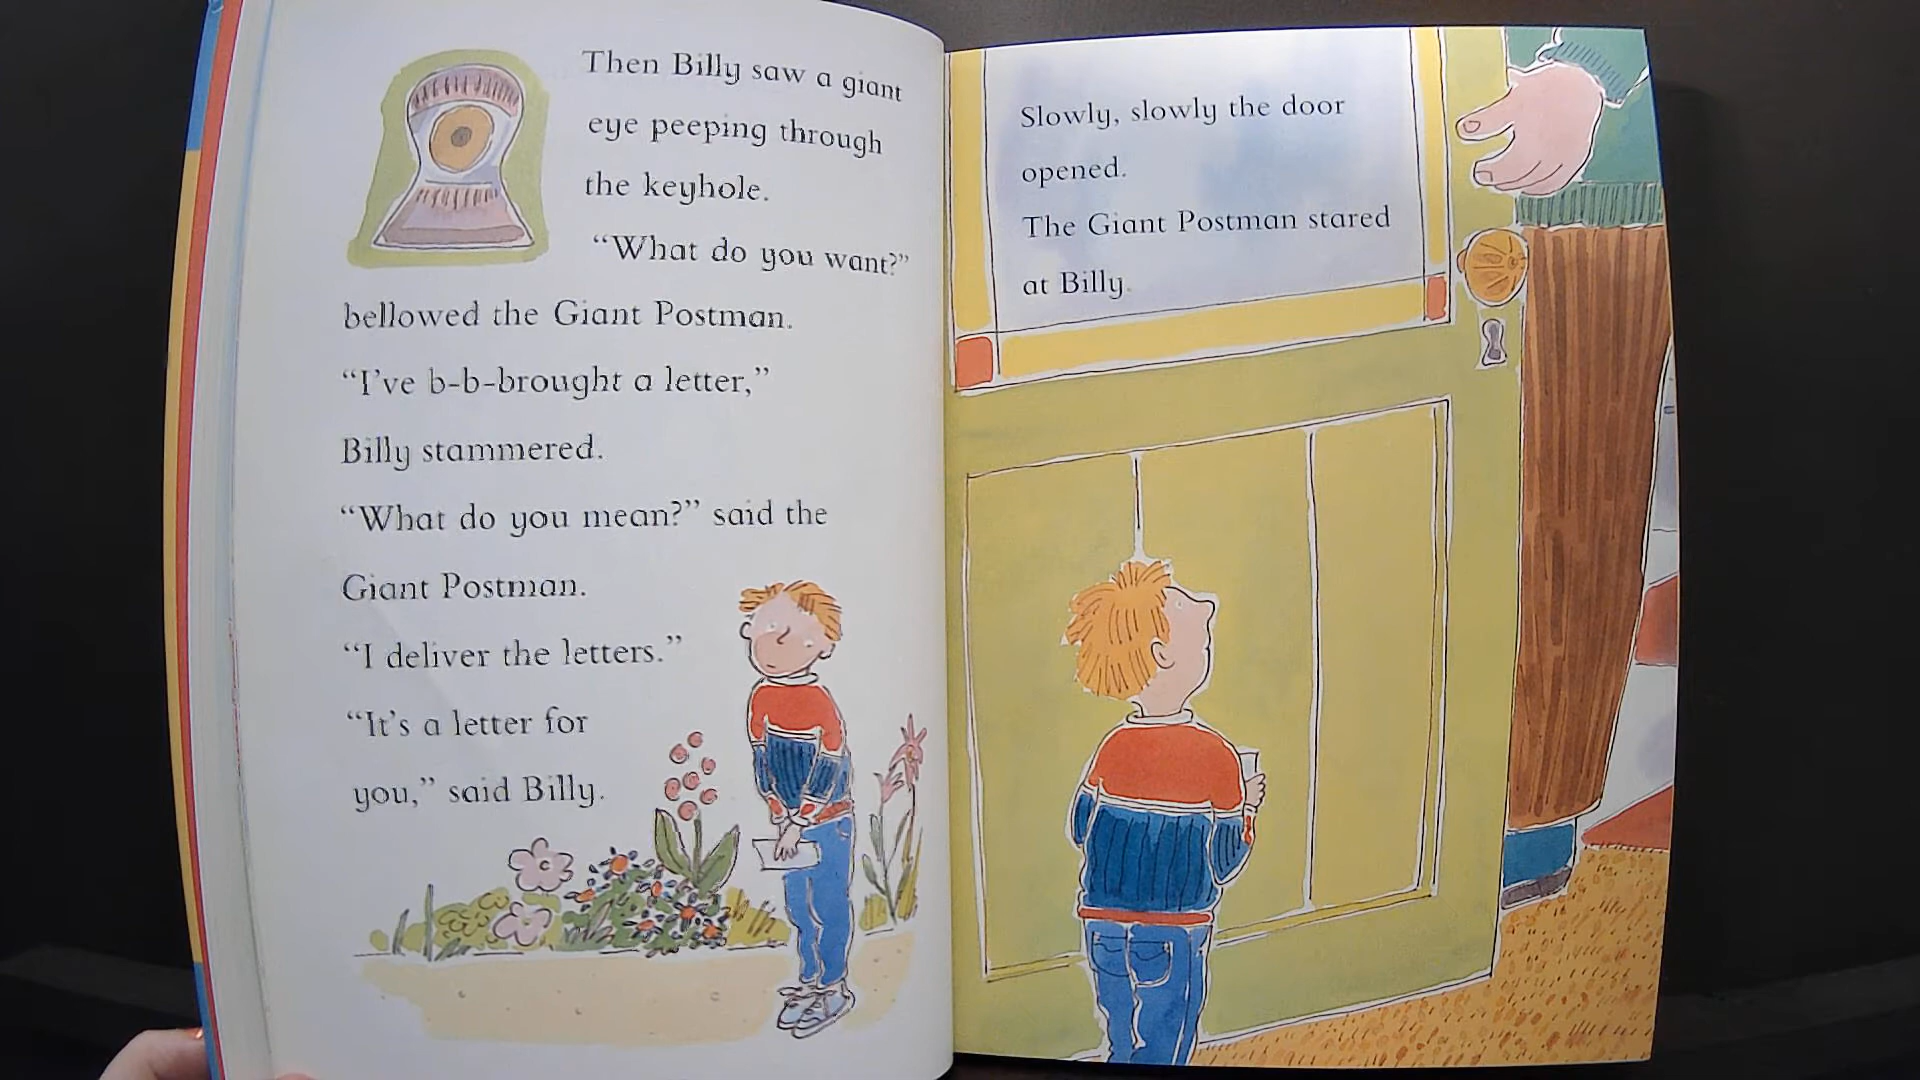 Then Billy saw a giant
eye peeping through
the keyhole.
“What do you want?”
bellowed the Giant Postman.
“I’ve b-b-brought a letter,”
Billy stammered.
“What do you mean?” said the
Giant Postman.
“I deliver the letters.”
“It’s a letter for
you,” said Billy.
Slowly, slowly the door
opened.
The Giant Postman stared
at Billy.